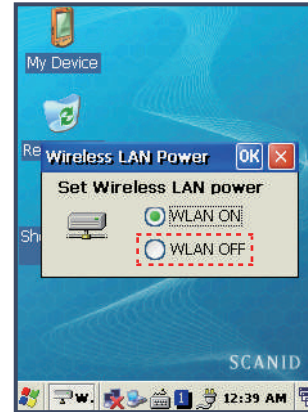 My Device
Re
Wireless LAN Power OK
Set Wireless LAN power
WLAN ON
Sh
WLAN OFF
SCANID
W. 1 12:39 AM